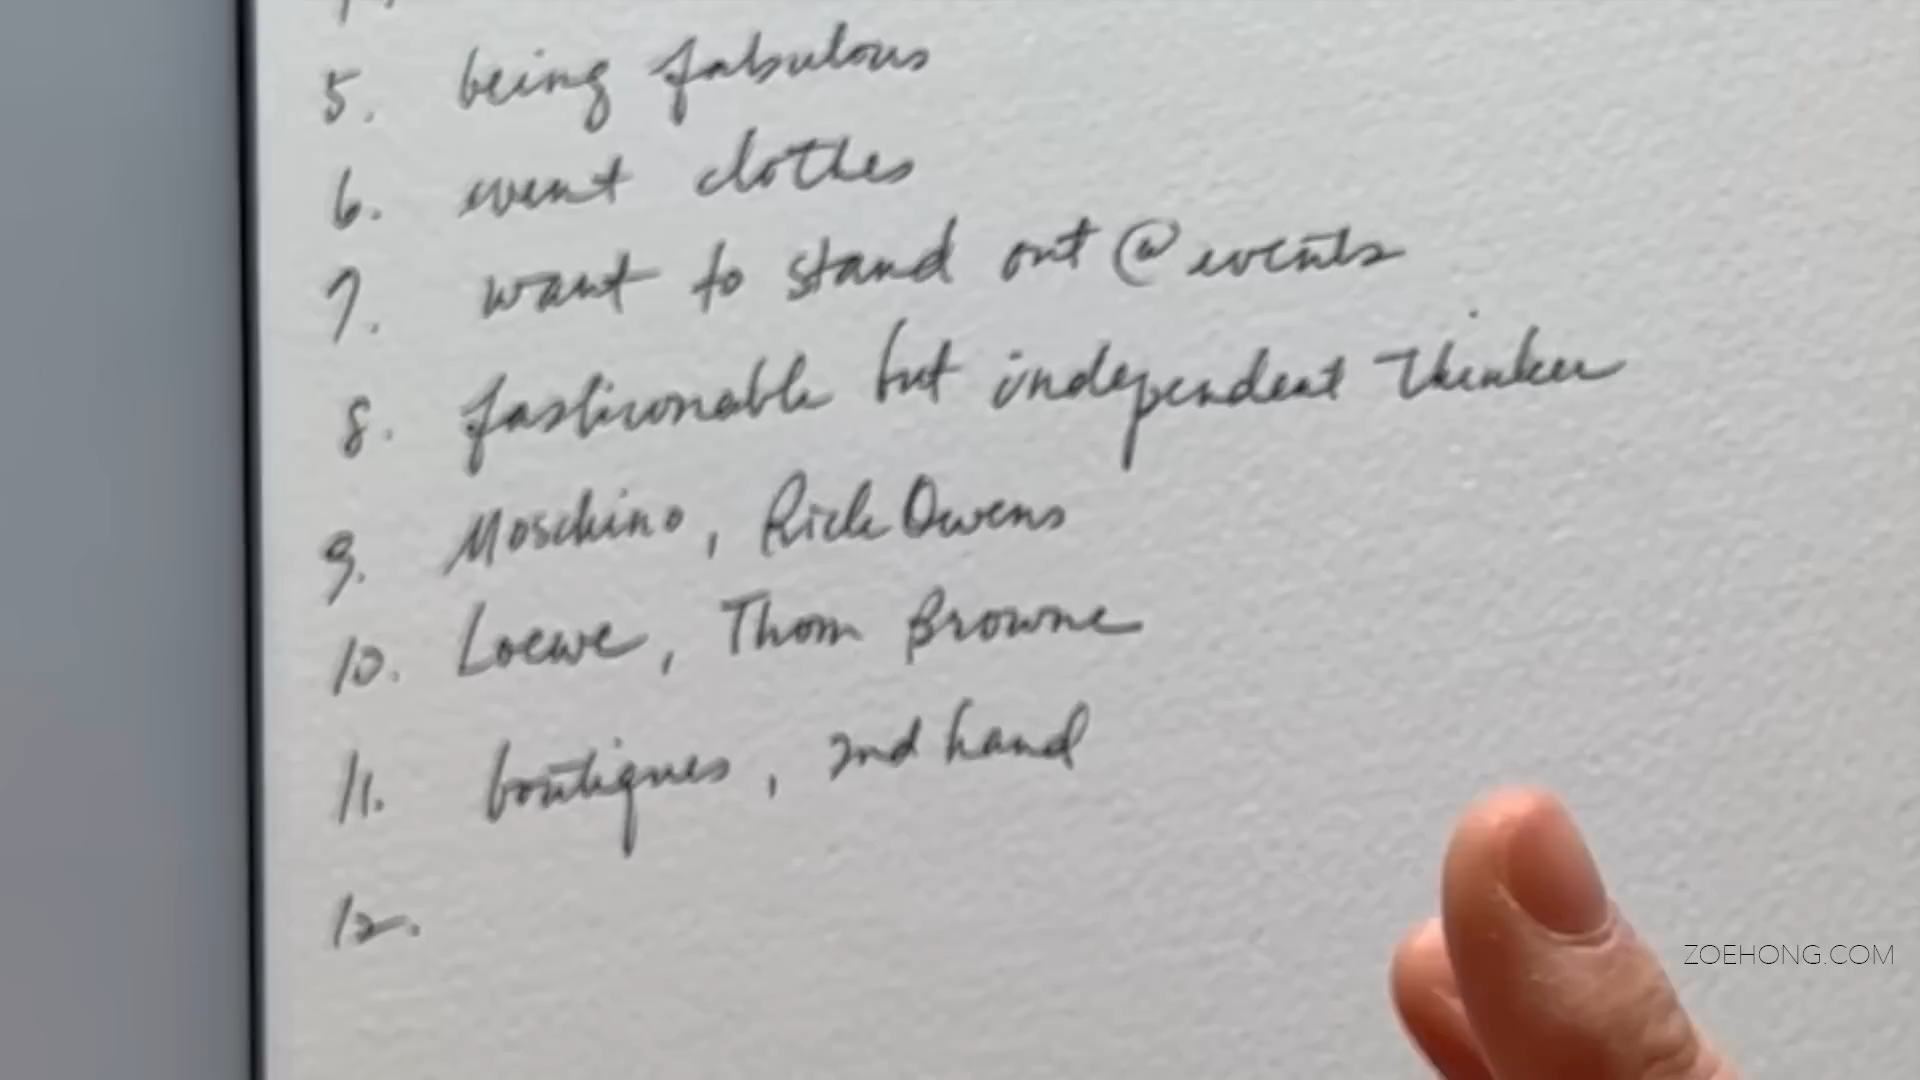 5. being fabulous
6. event clothes
7. want to stand out @ events
8. fashionable but independent thinker
9. Moschino, Rick Owens
10. Loewe, Thom Browne
11. boutiques, 2nd hand
12.
ZOEHONG.COM